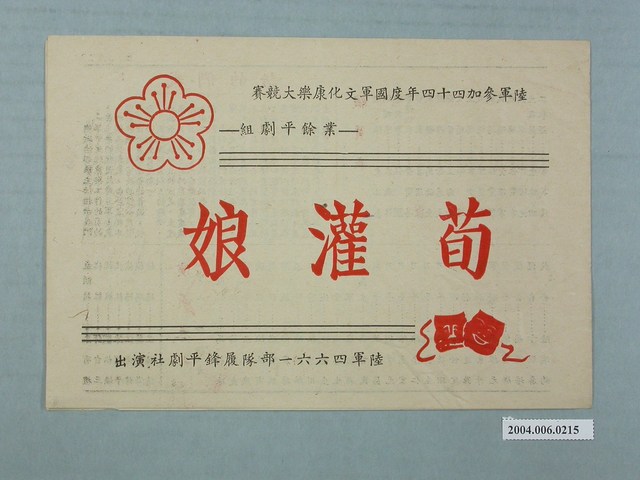 陸軍參加四十四年度國軍文化康樂大競賽
—業餘平劇組—
荀灌娘
陸軍四六六一部隊履鋒平劇社演出
2004.006.0215